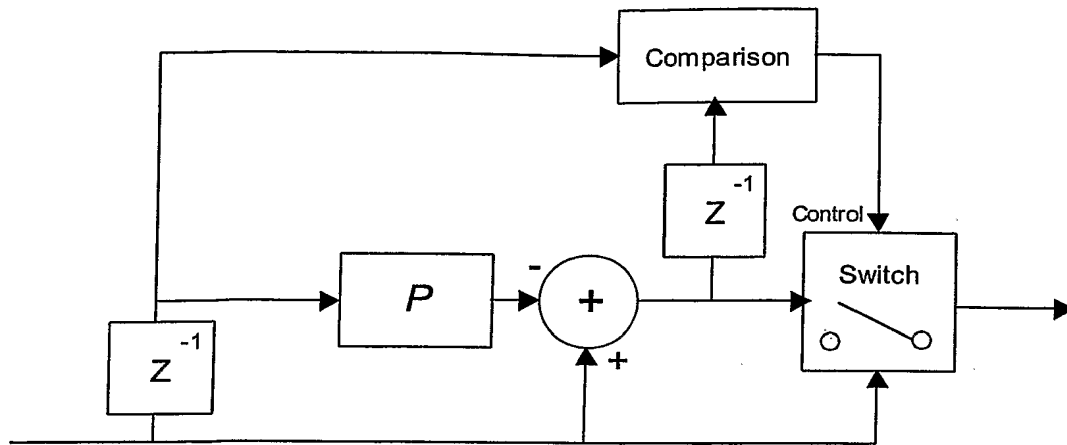 Comparison
Z -1
Control
Switch
-
P
+
+
Z -1